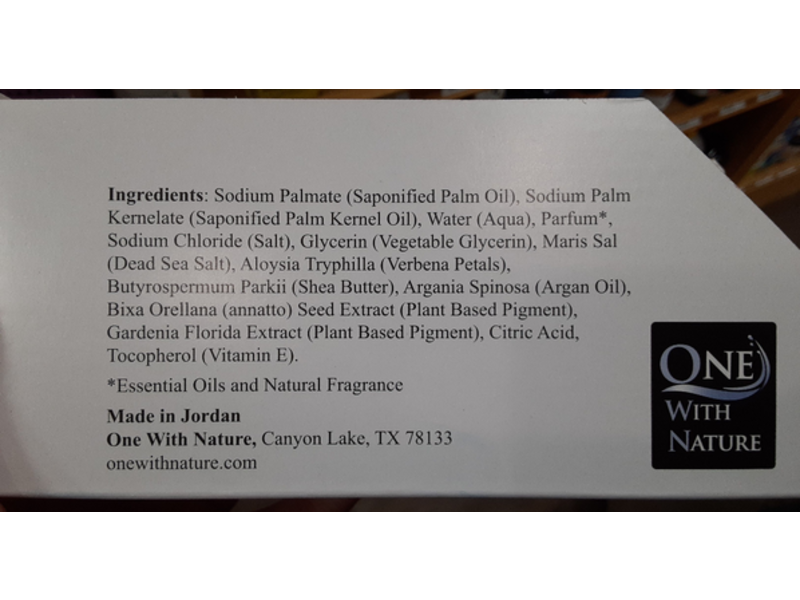 Ingredients: Sodium Palmate (Saponified Palm Oil), Sodium Palm
Kernelate (Saponified Palm Kernel Oil), Water (Aqua), Parfum*,
Sodium Chloride (Salt), Glycerin (Vegetable Glycerin), Maris Sal
(Dead Sea Salt), Aloysia Tryphilla (Verbena Petals),
Butyrospermum Parkii (Shea Butter), Argania Spinosa (Argan Oil),
Bixa Orellana (annatto) Seed Extract (Plant Based Pigment),
Gardenia Florida Extract (Plant Based Pigment), Citric Acid,
Tocopherol (Vitamin E).
*Essential Oils and Natural Fragrance
Made in Jordan
One With Nature, Canyon Lake, TX 78133
onewithnature.com
ONE
WITH
NATURE